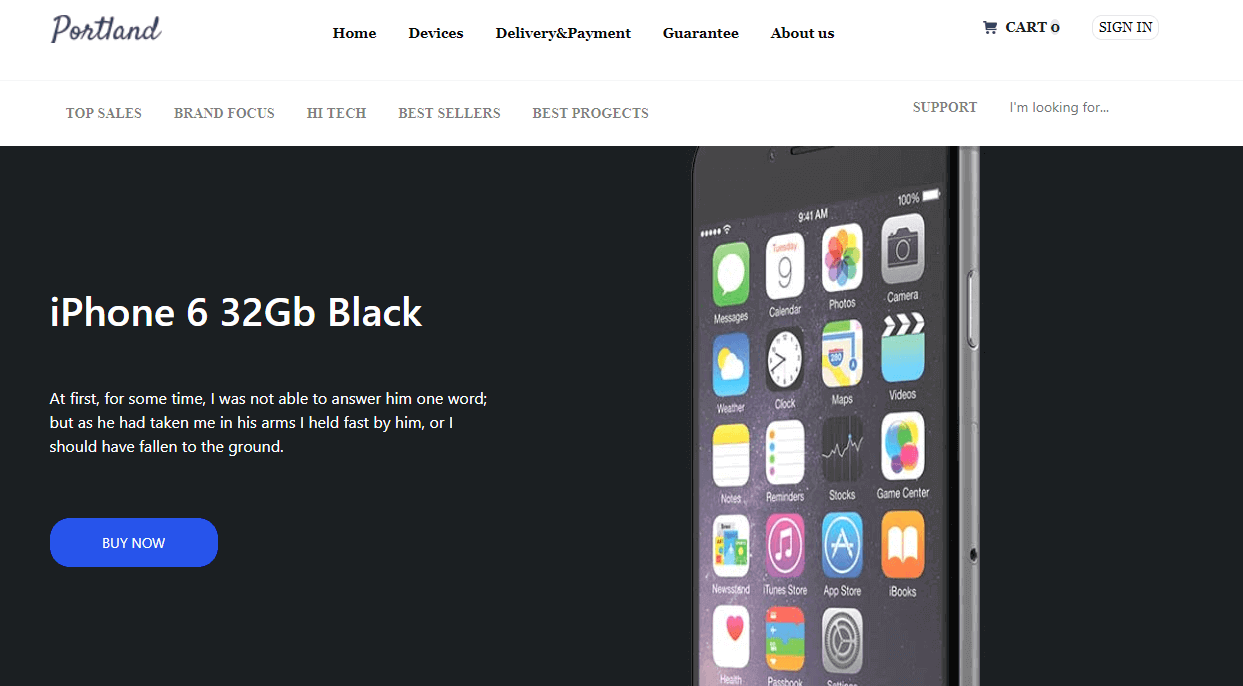 Portland
Home Devices Delivery&Payment Guarantee About us
CART 0 SIGN IN
TOP SALES BRAND FOCUS HI TECH BEST SELLERS BEST PROGETS
SUPPORT I'm looking for...
iPhone 6 32Gb Black
At first, for some time, I was not able to answer him one word;
but as he had taken me in his arms I held fast by him, or I
should have fallen to the ground.
BUY NOW
9:41 AM 100%
Tuesday
9
Messages Calendar Photos Camera
280
Weather Clock Maps Videos
Notes Reminders Stocks Game Center
Newsstand iTunes Store App Store iBooks
Health Passbook Settings